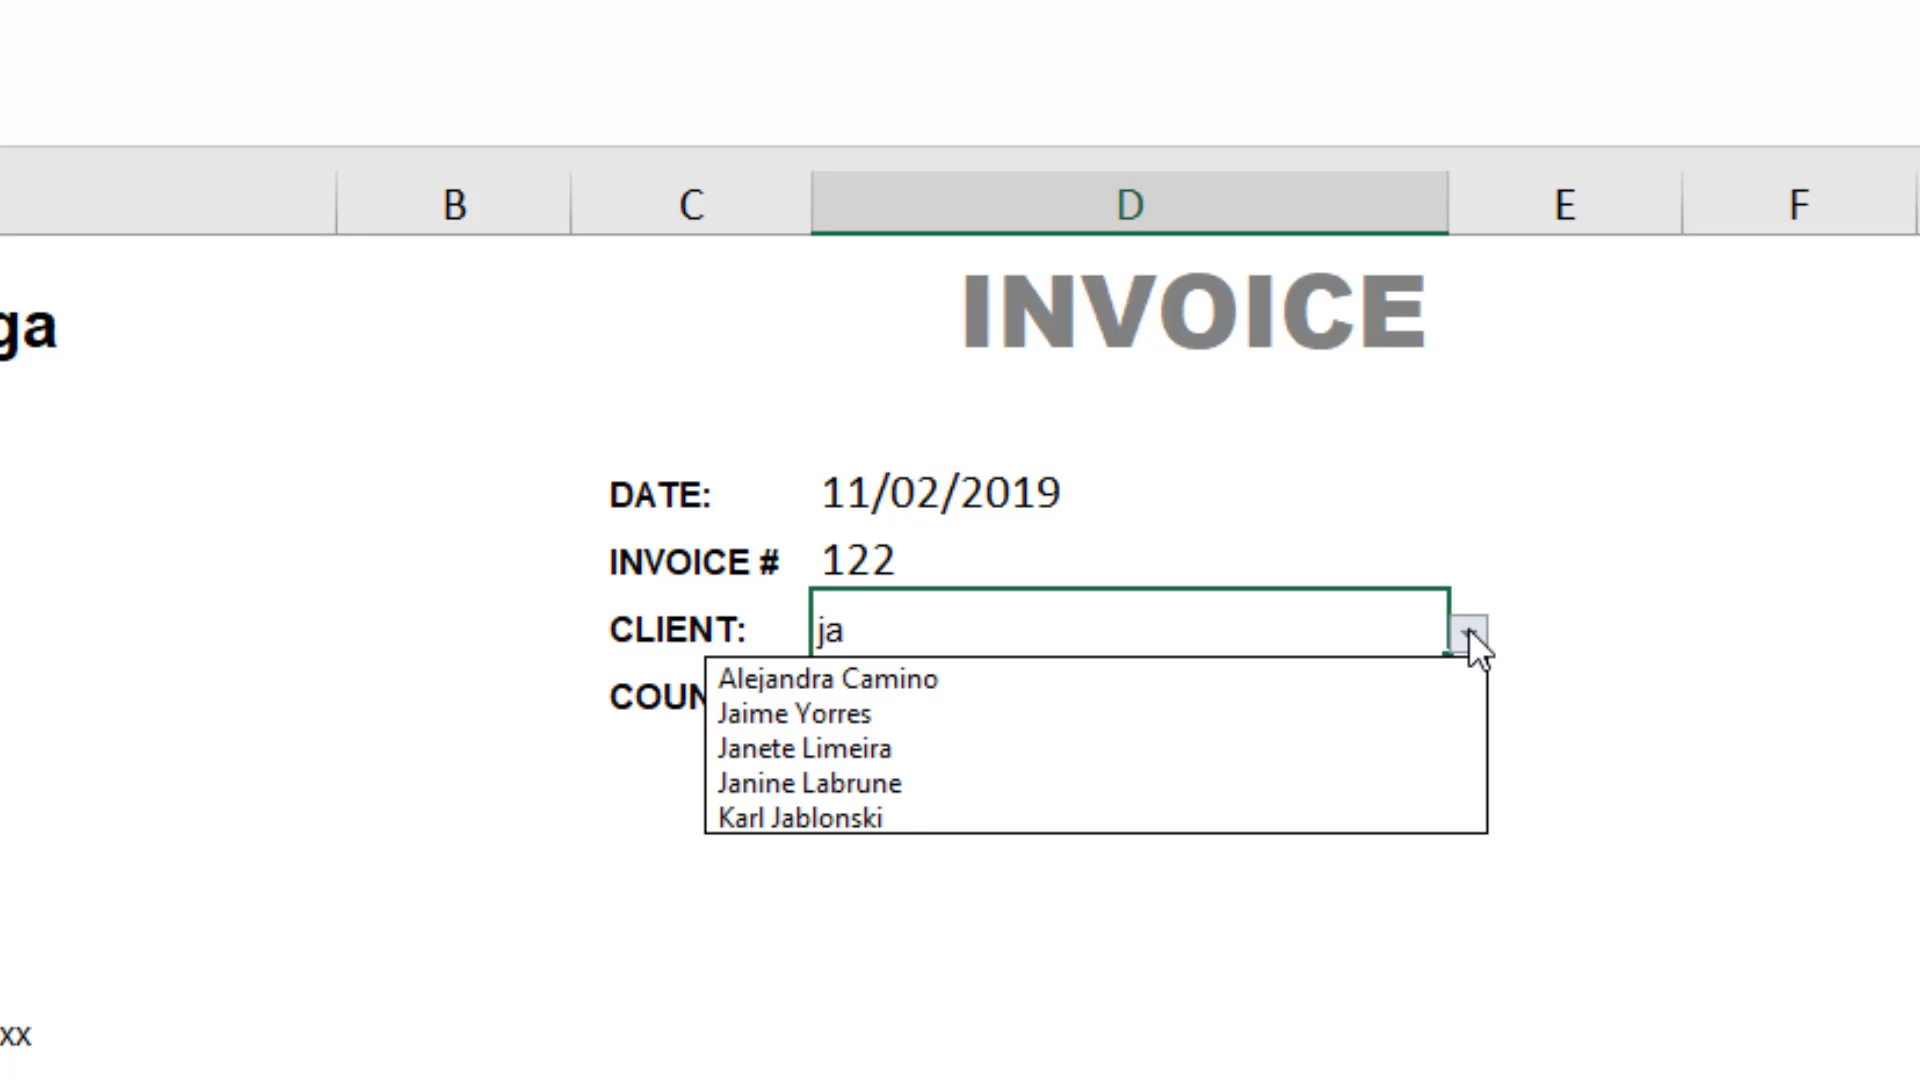 B C D E F
INVOICE
ga
DATE: 11/02/2019
INVOICE # 122
CLIENT: ja
COUN
Alejandra Camino
Jaime Yorres
Janete Limeira
Janine Labrune
Karl Jablonski
xx